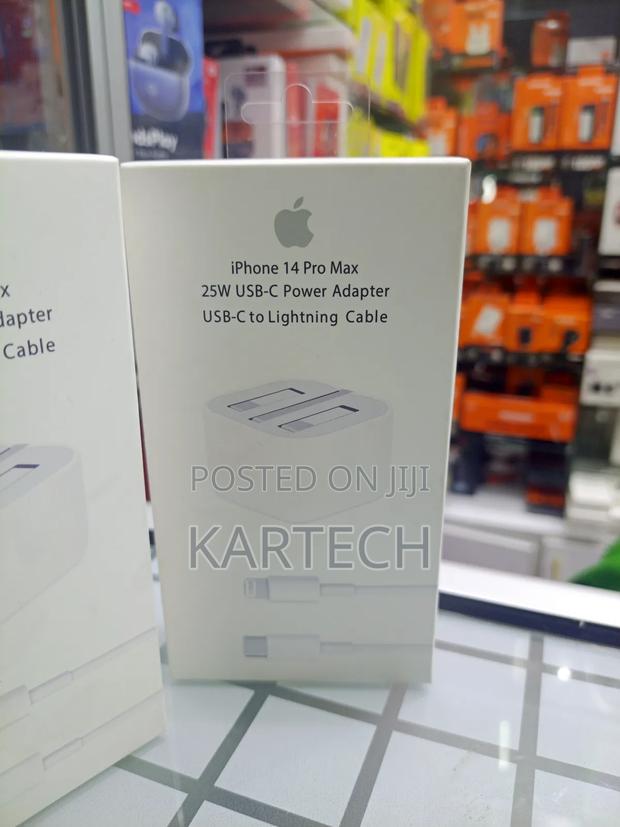 iPhone 14 Pro Max
25W USB-C Power Adapter
USB-C to Lightning Cable
x
dapter
Cable
POSTED ON JIJI
KARTECH